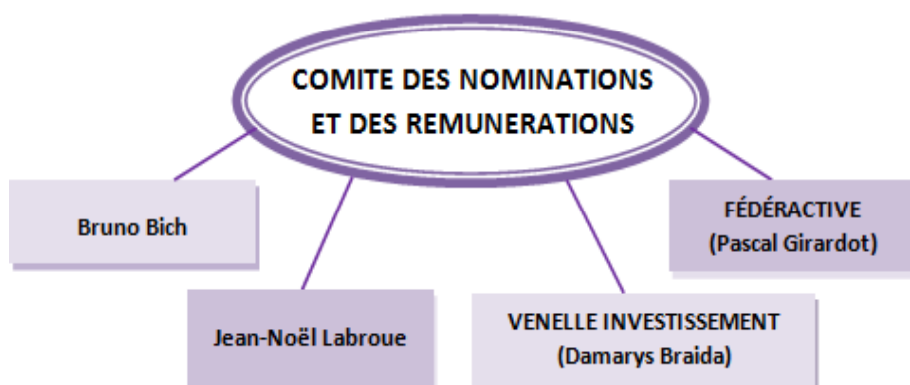 COMITE DES NOMINATIONS
ET DES REMUNERATIONS
Bruno Bich
Jean-Noël Labroue
VENELLE INVESTISSEMENT
(Damarys Braida)
FÉDÉRACTIVE
(Pascal Girardot)